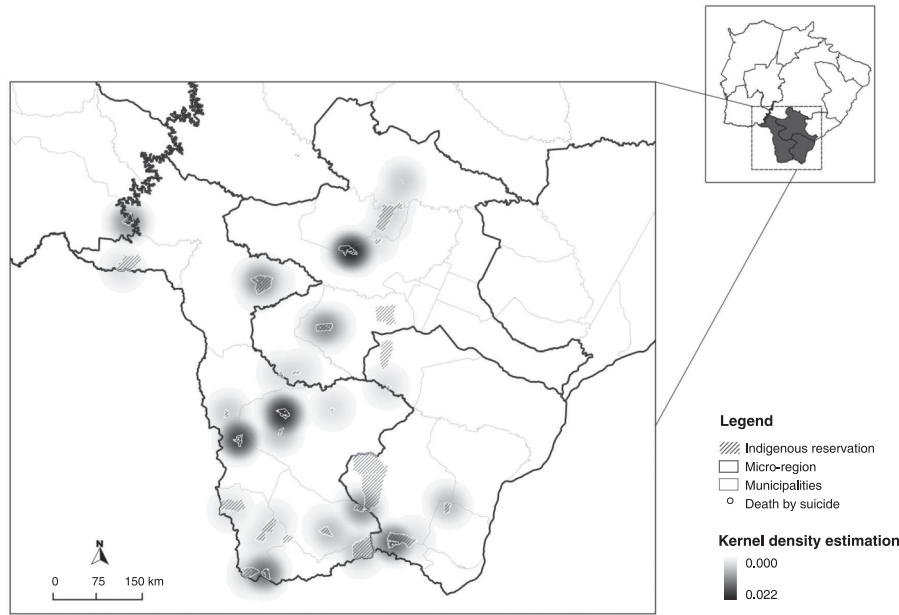 N
0 75 150 km
Legend
Indigenous reservation
Micro-region
Municipalities
Death by suicide
Kernel density estimation
0.000
0.022